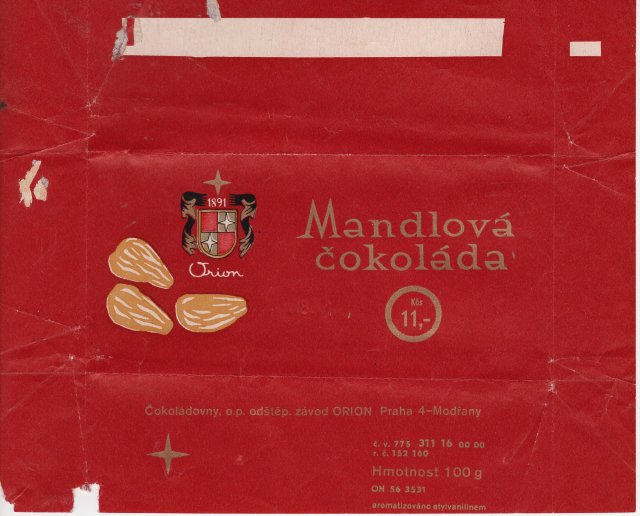 1891
Orion
Mandlová
čokoláda
Kčs
11,-
Čokoládovny, o.p. odštěp. závod ORION Praha 4-Modřany
č. v. 775 311 16 00 00
r. č. 152 160
Hmotnost 100 g
ON 56 3531
aromatizováno etylvanilinem